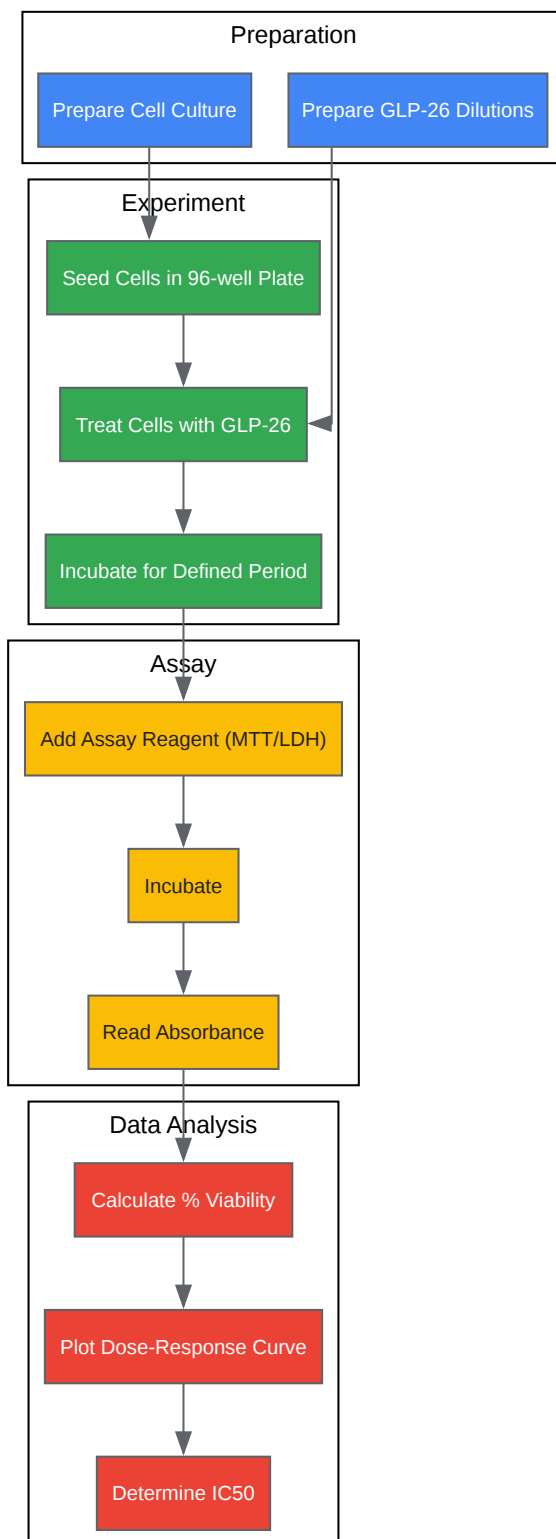 Preparation
Prepare Cell Culture
Prepare GLP-26 Dilutions
Experiment
Seed Cells in 96-well Plate
Treat Cells with GLP-26
Incubate for Defined Period
Assay
Add Assay Reagent (MTT/LDH)
Incubate
Read Absorbance
Data Analysis
Calculate % Viability
Plot Dose-Response Curve
Determine IC50